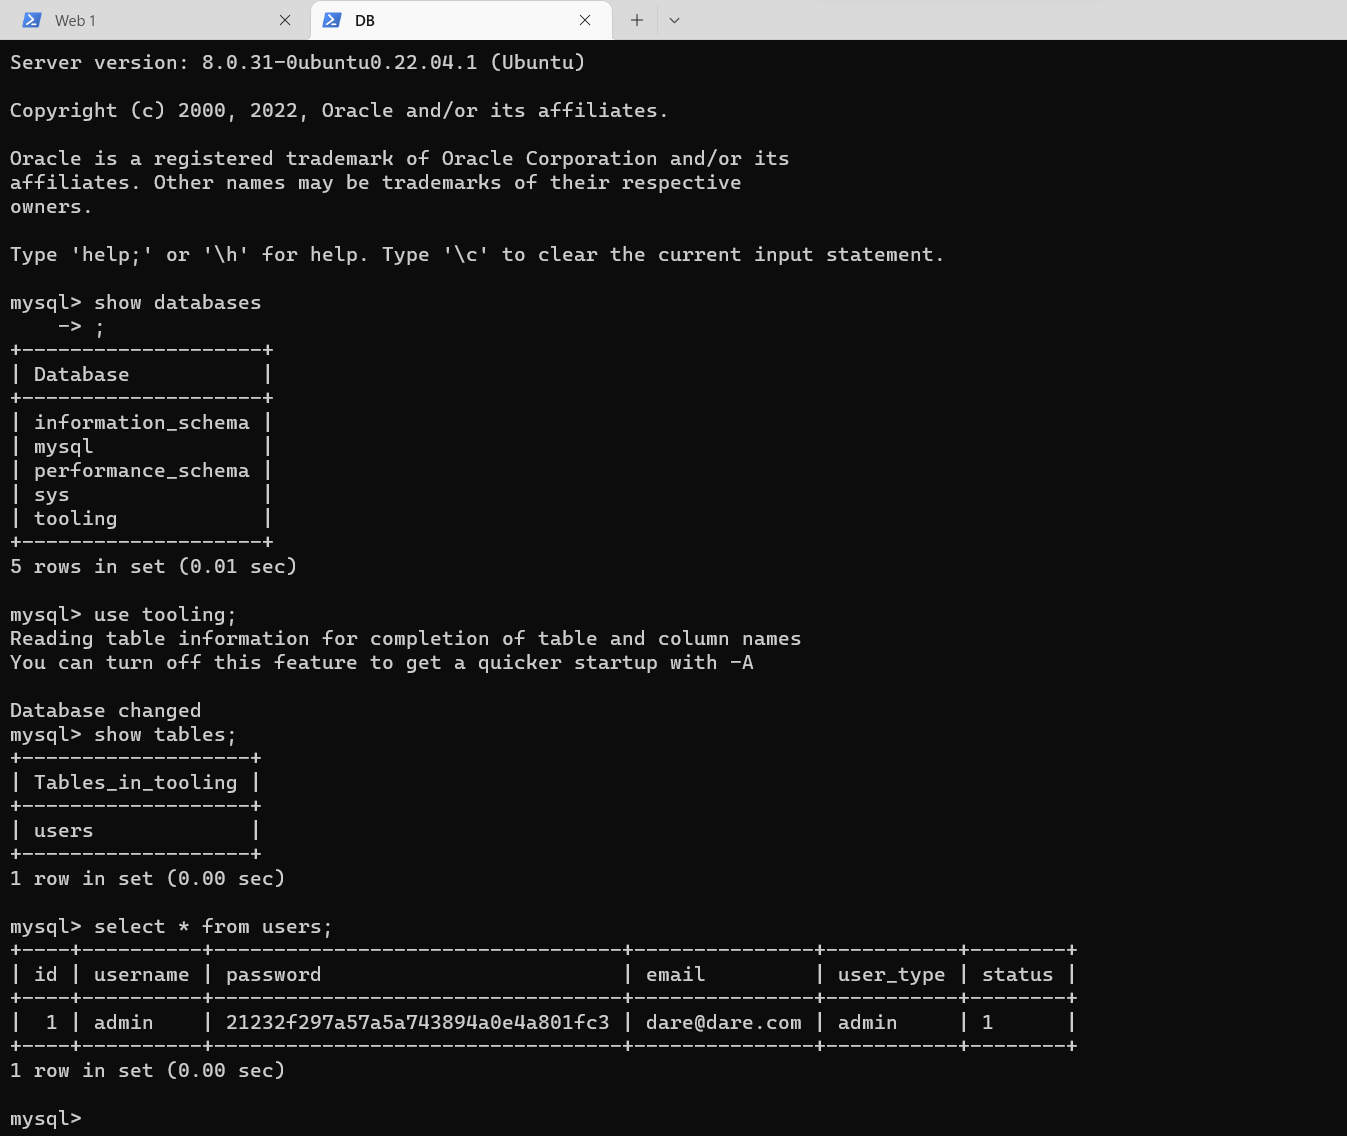 Web 1
DB
Server version: 8.0.31-0ubuntu0.22.04.1 (Ubuntu)
Copyright (c) 2000, 2022, Oracle and/or its affiliates.
Oracle is a registered trademark of Oracle Corporation and/or its
affiliates. Other names may be trademarks of their respective
owners.
Type 'help;' or '\h' for help. Type '\c' to clear the current input statement.
mysql> show databases
    -> ;
+--------------------+
| Database           |
+--------------------+
| information_schema |
| mysql              |
| performance_schema |
| sys                |
| tooling            |
+--------------------+
5 rows in set (0.01 sec)
mysql> use tooling;
Reading table information for completion of table and column names
You can turn off this feature to get a quicker startup with -A
Database changed
mysql> show tables;
+-------------------+
| Tables_in_tooling |
+-------------------+
| users             |
+-------------------+
1 row in set (0.00 sec)
mysql> select * from users;
+----+----------+----------------------------------+---------------+-----------+--------+
| id | username | password                         | email         | user_type | status |
+----+----------+----------------------------------+---------------+-----------+--------+
|  1 | admin    | 21232f297a57a5a743894a0e4a801fc3 | dare@dare.com | admin     | 1      |
+----+----------+----------------------------------+---------------+-----------+--------+
1 row in set (0.00 sec)
mysql>